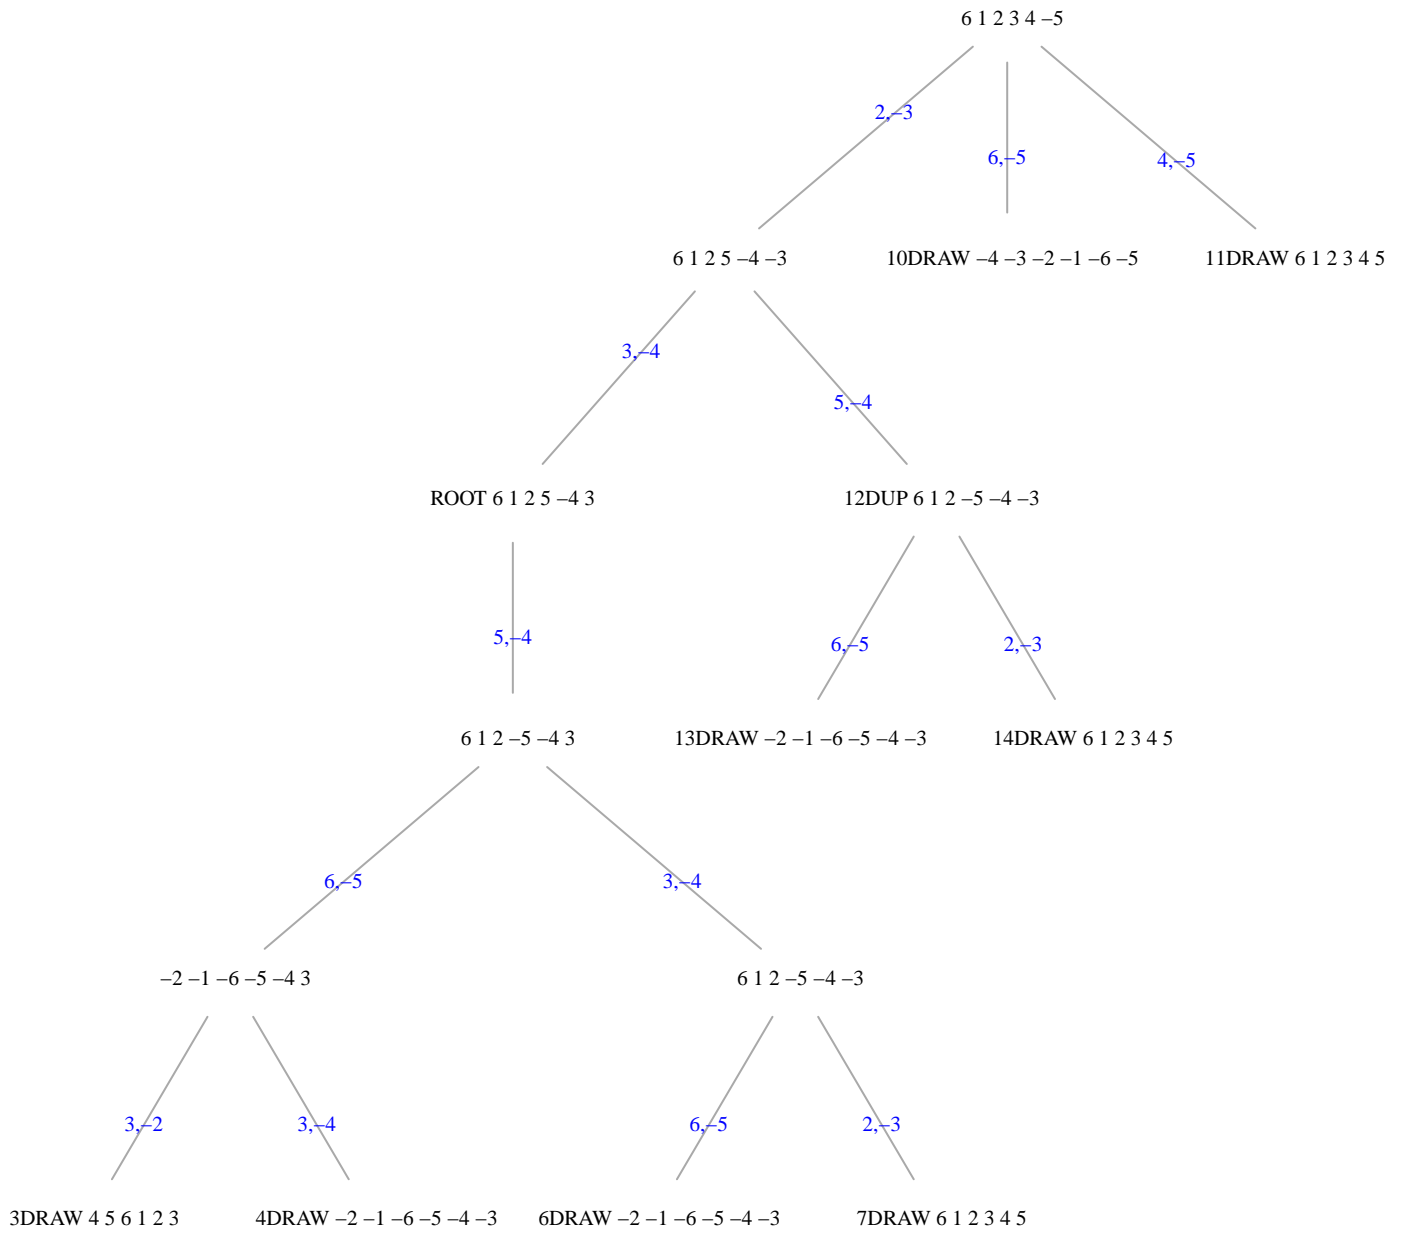 6 1 2 3 4 –5
2,–3
6,–5
4,–5
6 1 2 5 –4 –3
10DRAW –4 –3 –2 –1 –6 –5
11DRAW 6 1 2 3 4 5
3,–4
5,–4
ROOT 6 1 2 5 –4 3
12DUP 6 1 2 –5 –4 –3
5,–4
6,–5
2,–3
6 1 2 –5 –4 3
13DRAW –2 –1 –6 –5 –4 –3
14DRAW 6 1 2 3 4 5
6,–5
3,–4
–2 –1 –6 –5 –4 3
6 1 2 –5 –4 –3
3,–2
3,–4
6,–5
2,–3
3DRAW 4 5 6 1 2 3
4DRAW –2 –1 –6 –5 –4 –3
6DRAW –2 –1 –6 –5 –4 –3
7DRAW 6 1 2 3 4 5